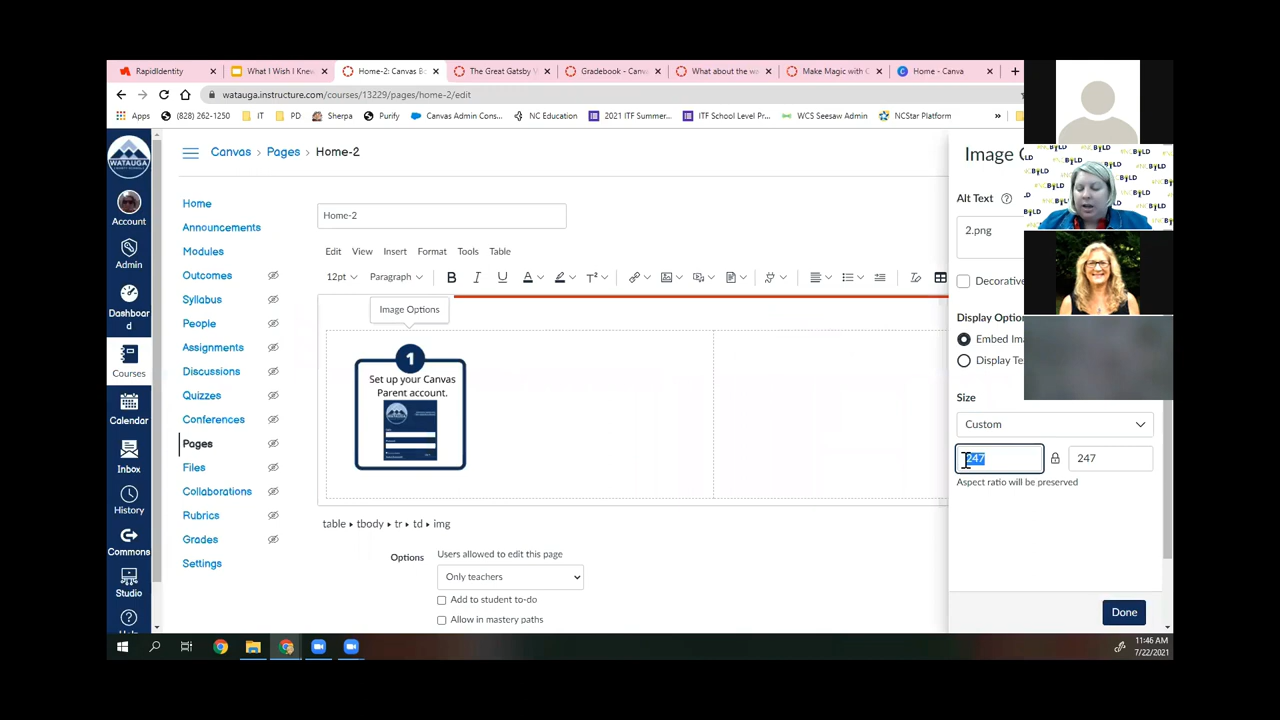 RapidIdentity
What I Wish I Knew
Home-2: Canvas B
The Great Gatsby
Gradebook - Canv
What about the wa
Make Magic with C
Home - Canva
watauga.instructure.com/courses/13229/pages/home-2/edit
Apps
(828) 262-1250
IT
PD
Sherpa
Purify
Canvas Admin Cons...
NC Education
2021 ITF Summer...
ITF School Level Pr...
WCS Seesaw Admin
NCStar Platform
WATAUGA
Account
Admin
Dashboar
d
Courses
Calendar
Inbox
History
Commons
Studio
Canvas > Pages > Home-2
Home
Announcements
Modules
Outcomes
Syllabus
People
Assignments
Discussions
Quizzes
Conferences
Pages
Files
Collaborations
Rubrics
Grades
Settings
Home-2
Edit View Insert Format Tools Table
12pt Paragraph B I U A T²
Image Options
1
Set up your Canvas
Parent account.
table ▸ tbody ▸ tr ▸ td ▸ img
Options
Users allowed to edit this page
Only teachers
Add to student to-do
Allow in mastery paths
Image
Alt Text
2.png
Decorative
Display Optio
Embed Im
Display Te
Size
Custom
247
247
Aspect ratio will be preserved
Done
11:46 AM
7/22/2021